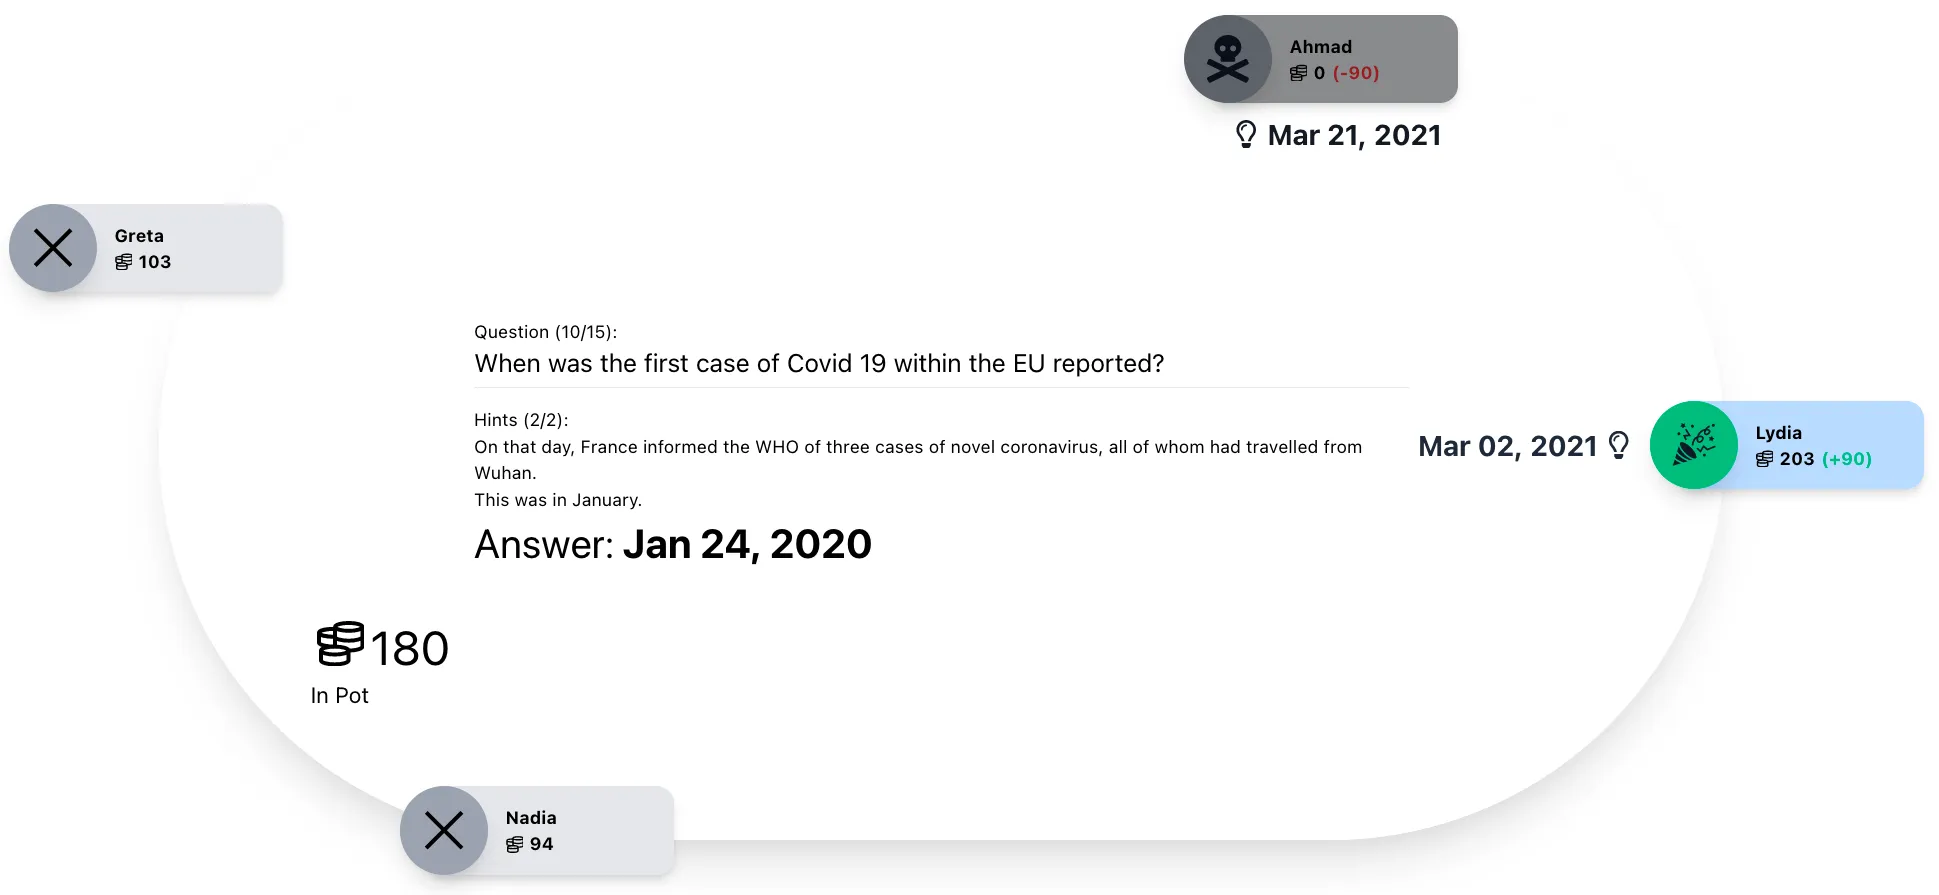 Ahmad
0 (-90)
Mar 21, 2021
Greta
103
Question (10/15):
When was the first case of Covid 19 within the EU reported?
Hints (2/2):
On that day, France informed the WHO of three cases of novel coronavirus, all of whom had travelled from
Wuhan.
This was in January.
Answer: Jan 24, 2020
Mar 02, 2021
Lydia
203 (+90)
180
In Pot
Nadia
94